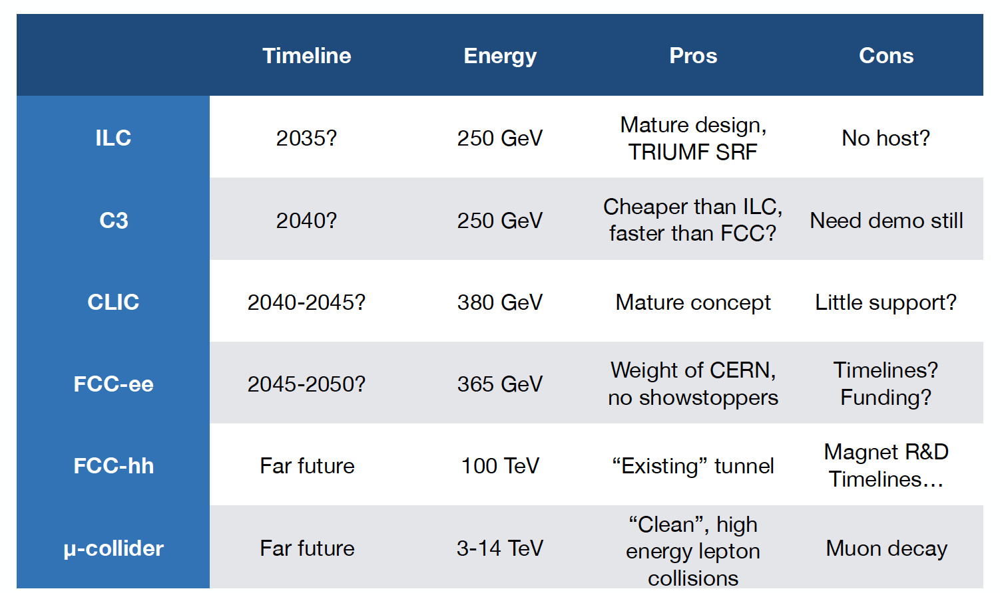 Timeline Energy Pros Cons
ILC 2035? 250 GeV Mature design, TRIUMF SRF No host?
C3 2040? 250 GeV Cheaper than ILC, faster than FCC? Need demo still
CLIC 2040-2045? 380 GeV Mature concept Little support?
FCC-ee 2045-2050? 365 GeV Weight of CERN, no showstoppers Timelines? Funding?
FCC-hh Far future 100 TeV “Existing” tunnel Magnet R&D Timelines…
μ-collider Far future 3-14 TeV “Clean”, high energy lepton collisions Muon decay